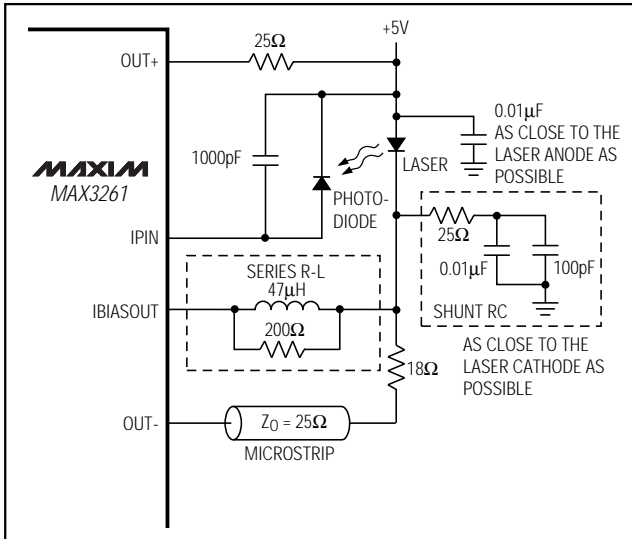 +5V
25Ω
OUT+
0.01μF
AS CLOSE TO THE
LASER ANODE AS
POSSIBLE
1000pF
LASER
MAXIM
MAX3261
PHOTO-
DIODE
IPIN
25Ω
0.01μF
100pF
SHUNT RC
SERIES R-L
47μH
IBIASOUT
200Ω
AS CLOSE TO THE
LASER CATHODE AS
POSSIBLE
18Ω
OUT-
ZO = 25Ω
MICROSTRIP